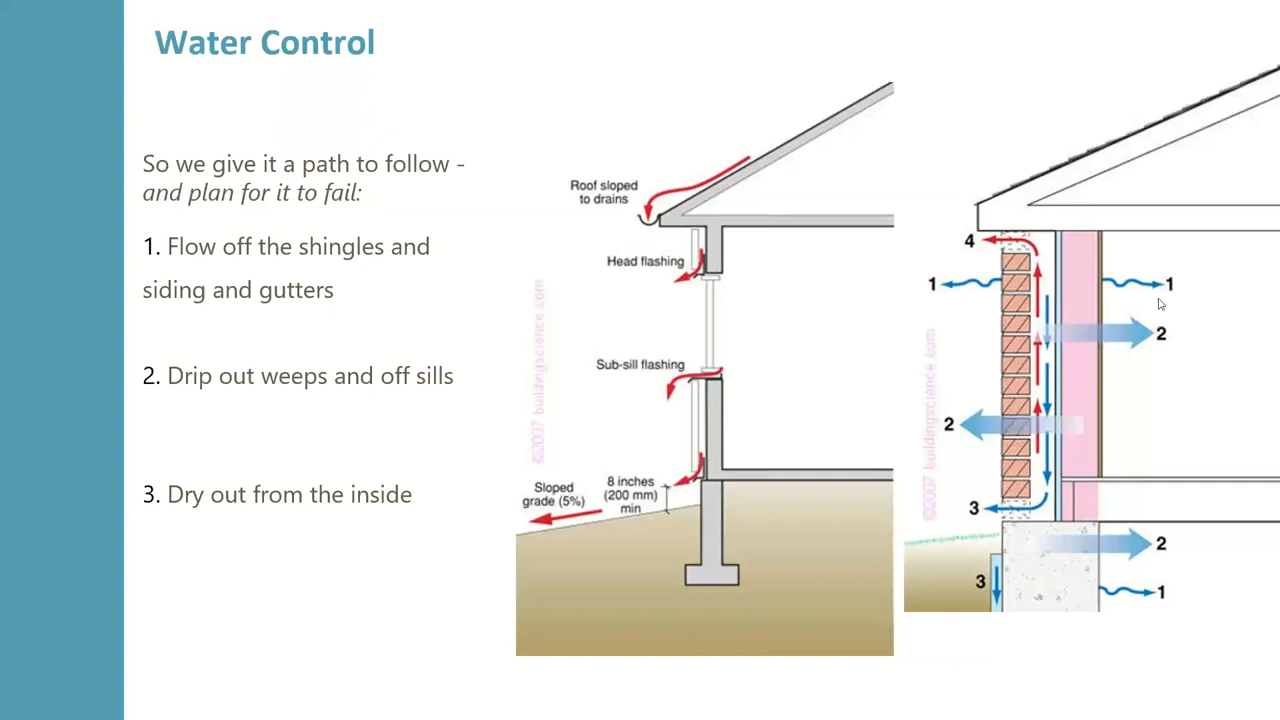 Water Control
So we give it a path to follow -
and plan for it to fail:
1. Flow off the shingles and
siding and gutters
2. Drip out weeps and off sills
3. Dry out from the inside
Roof sloped
to drains
Head flashing
Sub-sill flashing
8 inches
(200 mm)
min
Sloped
grade (5%)
©2007 buildingscience.com
4
1
1
2
2
3
2
3
1
©2007 buildingscience.com